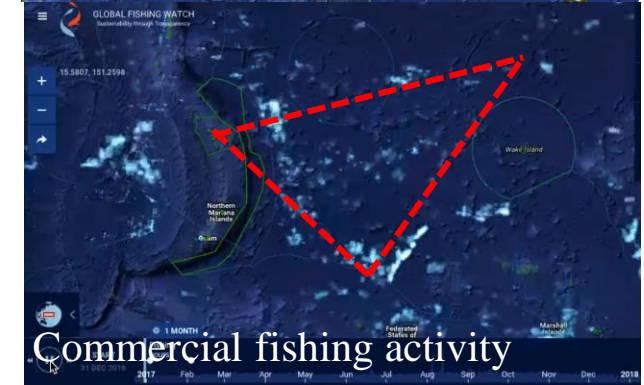 GLOBAL FISHING WATCH
Sustainability through Transparency
15.5807, 151.2598
Wake Island
Northern
Mariana
Islands
Guam
1 MONTH
Federated
States of
Marshall
Islands
Commercial fishing activity
START
31 DEC 2016
2017 Feb Mar Apr May Jun Jul Aug Sep Oct Nov Dec 2018